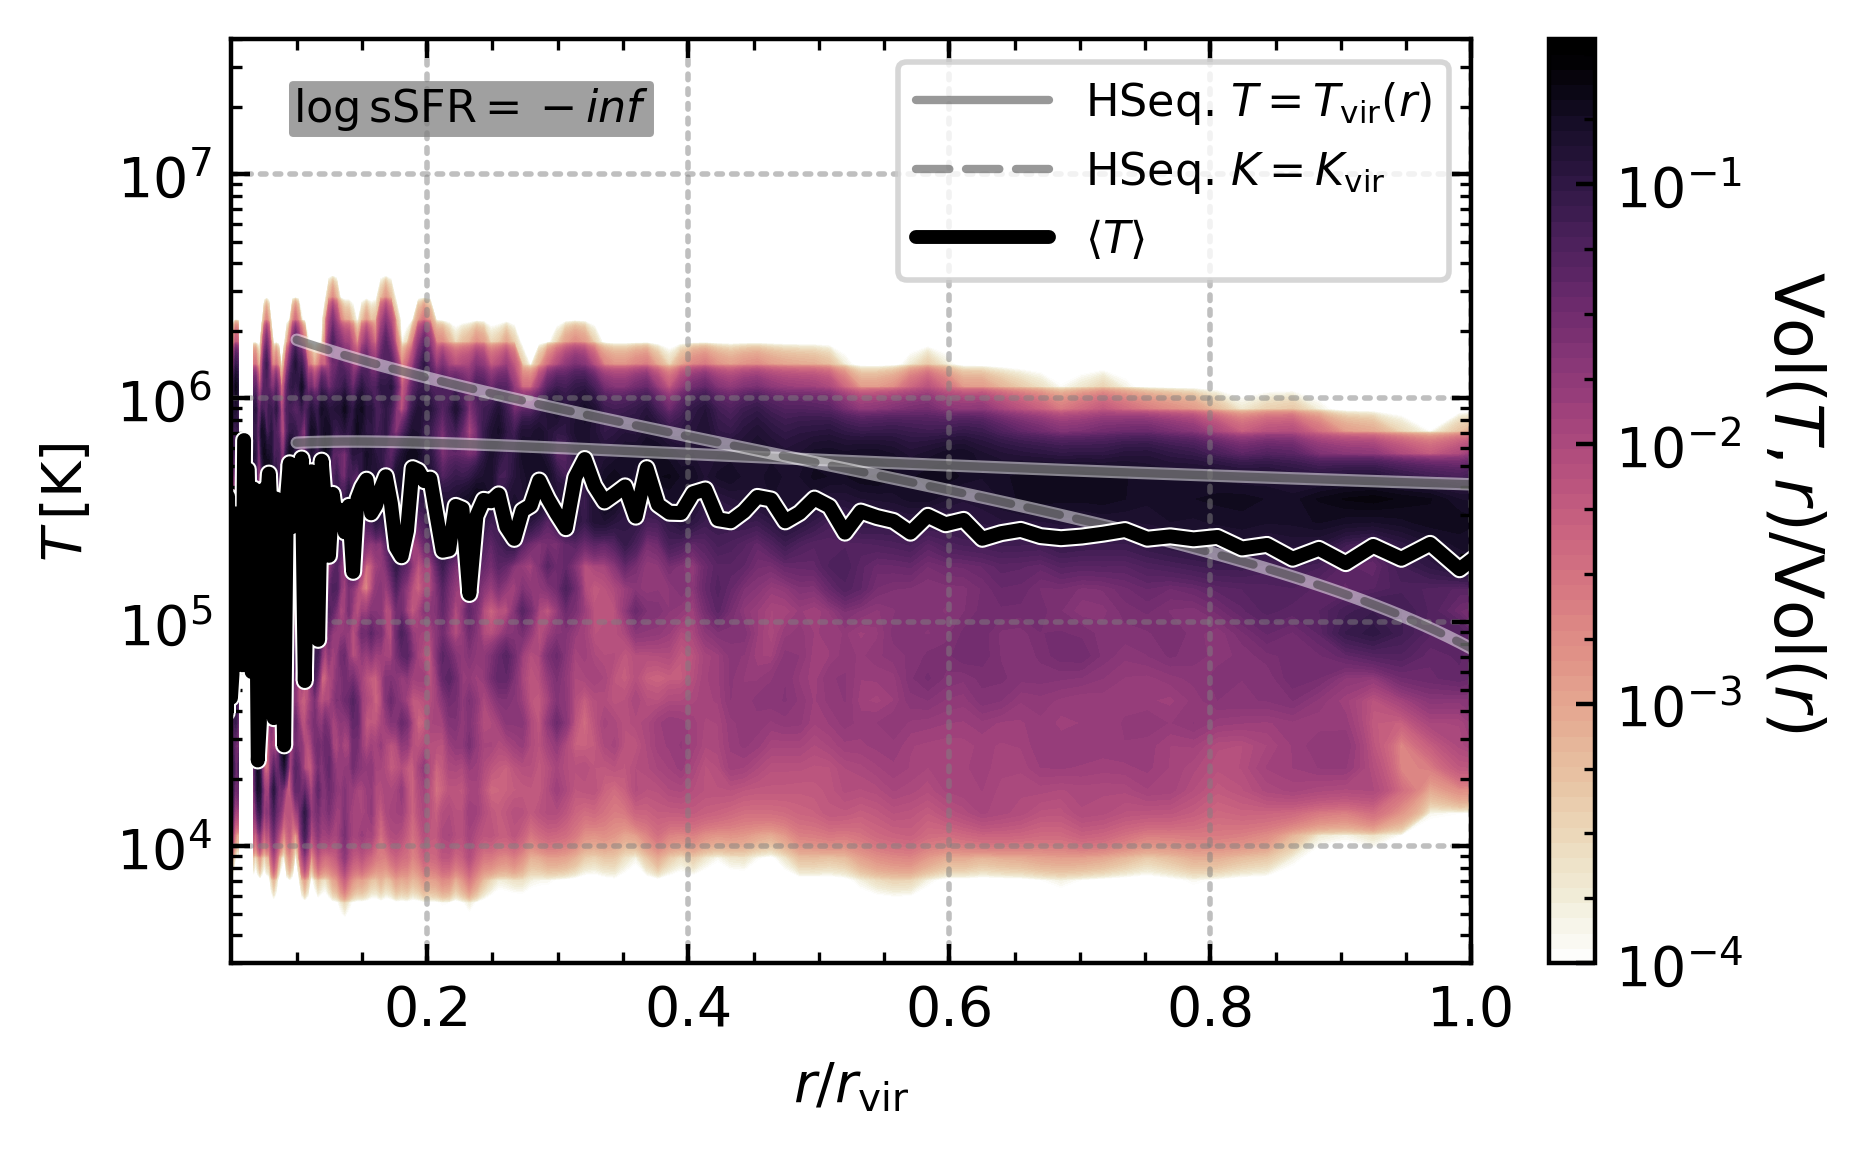 log sSFR = −inf
HSeq. T = T_vir(r)
HSeq. K = K_vir
⟨T⟩
T [K]
10^7
10^6
10^5
10^4
0.2 0.4 0.6 0.8 1.0
r/r_vir
10^−1
10^−2
10^−3
10^−4
Vol(T, r)/Vol(r)